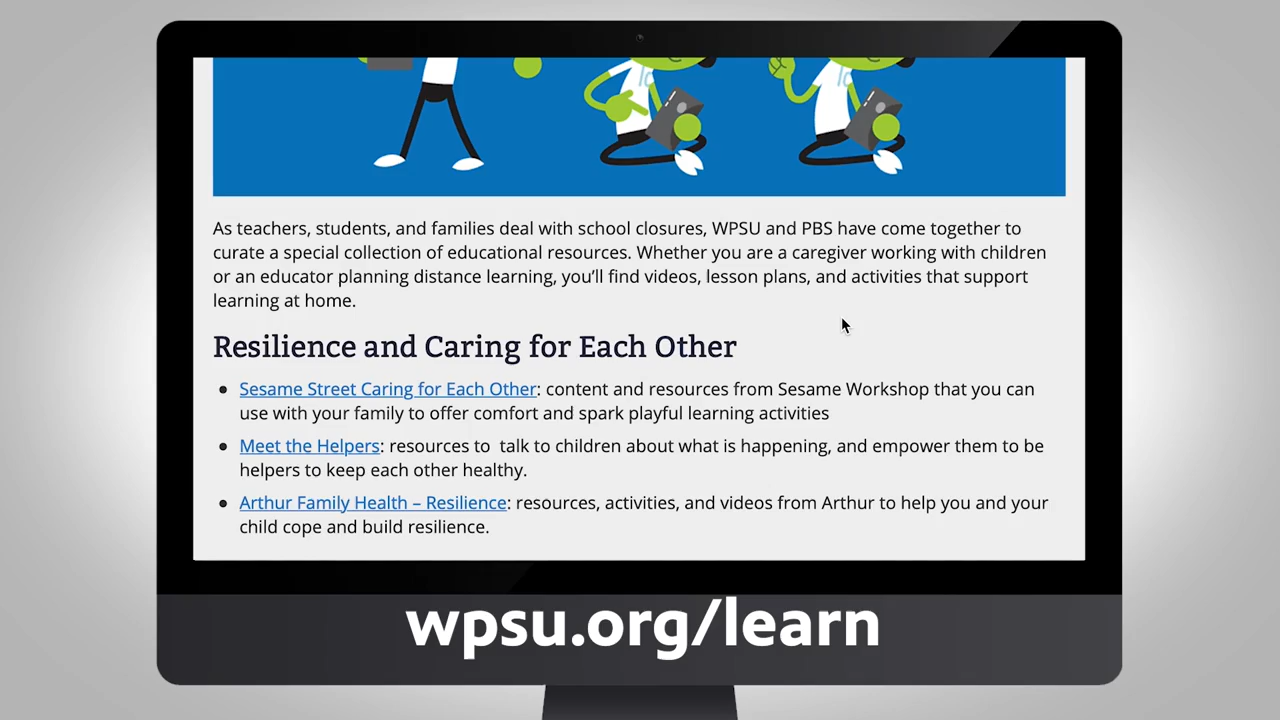 As teachers, students, and families deal with school closures, WPSU and PBS have come together to
curate a special collection of educational resources. Whether you are a caregiver working with children
or an educator planning distance learning, you’ll find videos, lesson plans, and activities that support
learning at home.
Resilience and Caring for Each Other
• Sesame Street Caring for Each Other: content and resources from Sesame Workshop that you can
use with your family to offer comfort and spark playful learning activities
• Meet the Helpers: resources to  talk to children about what is happening, and empower them to be
helpers to keep each other healthy.
• Arthur Family Health – Resilience: resources, activities, and videos from Arthur to help you and your
child cope and build resilience.
wpsu.org/learn